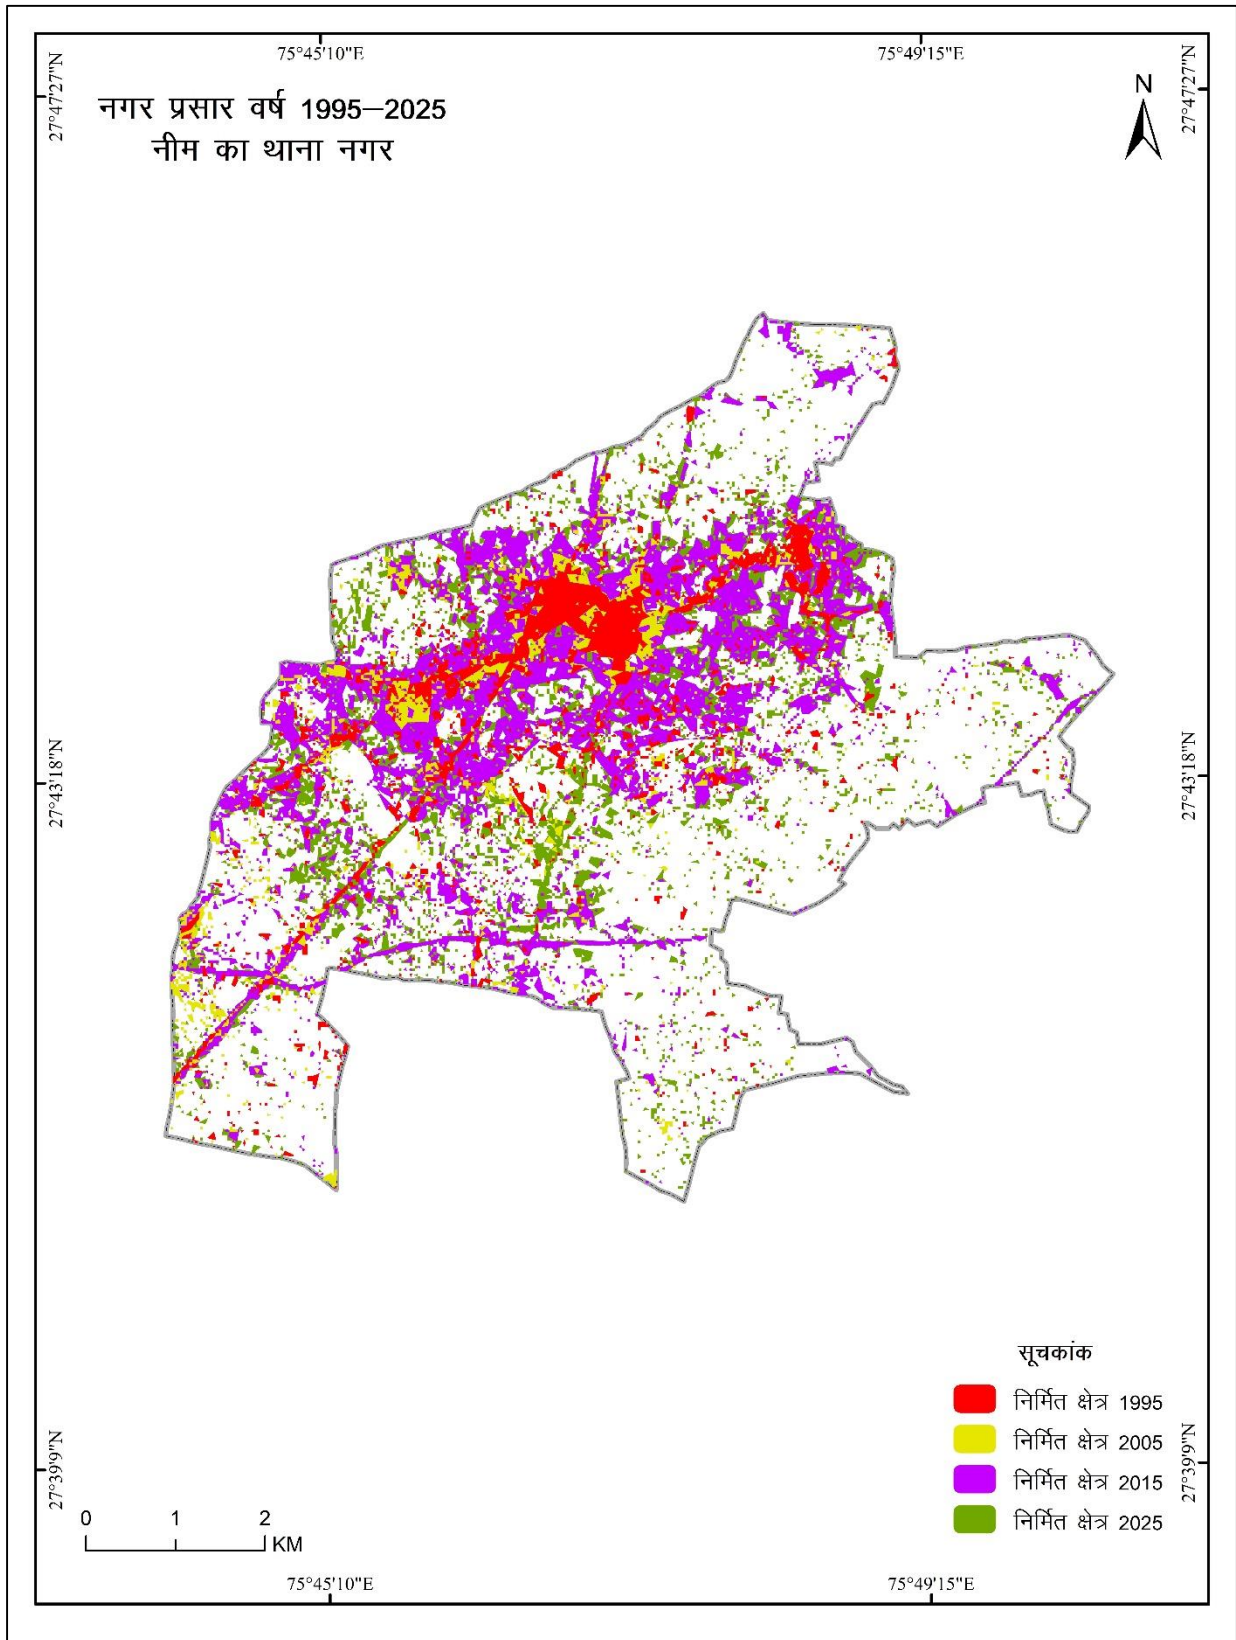 75°45'10"E
75°49'15"E
27°47'27"N
27°47'27"N
N
नगर प्रसार वर्ष 1995–2025
नीम का थाना नगर
27°43'18"N
27°43'18"N
सूचकांक
निर्मित क्षेत्र 1995
निर्मित क्षेत्र 2005
निर्मित क्षेत्र 2015
निर्मित क्षेत्र 2025
27°39'9"N
27°39'9"N
0 1 2
KM
75°45'10"E
75°49'15"E